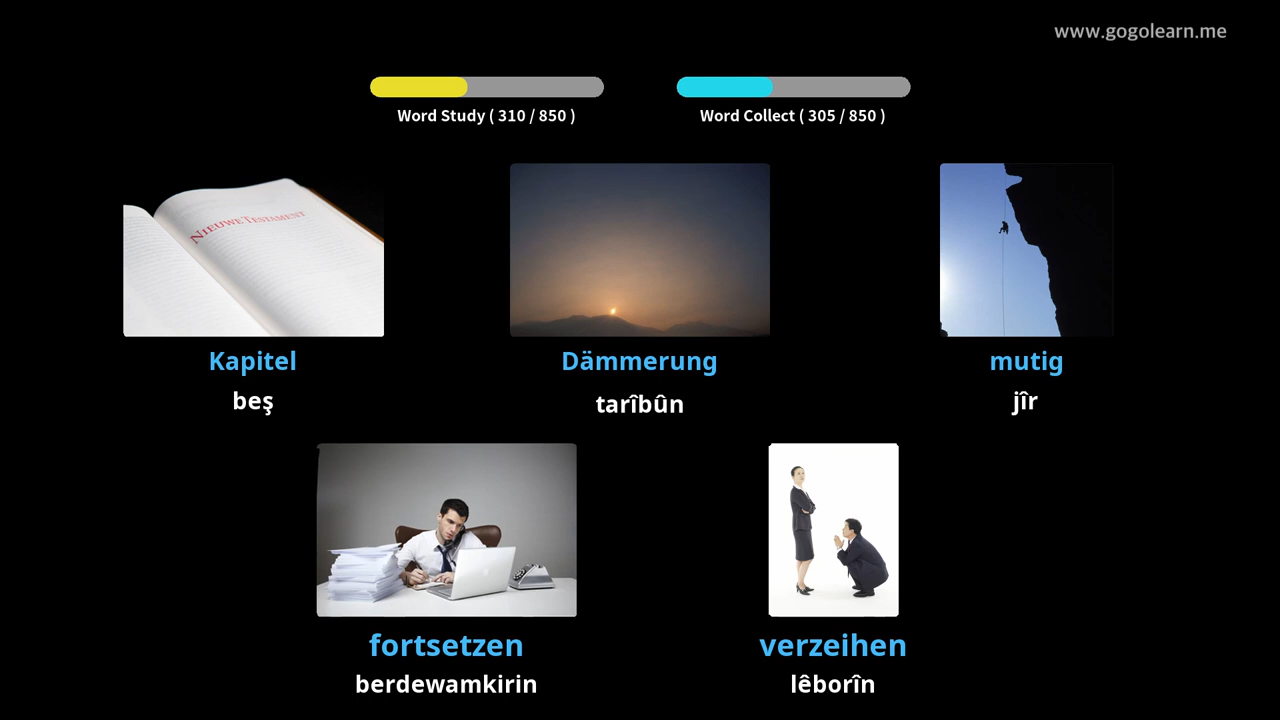 www.gogolearn.me
Word Study ( 310 / 850 )
Word Collect ( 305 / 850 )
NIEUWE TESTAMENT
Kapitel
beş
Dämmerung
tarîbûn
mutig
jîr
fortsetzen
berdewamkirin
verzeihen
lêborîn